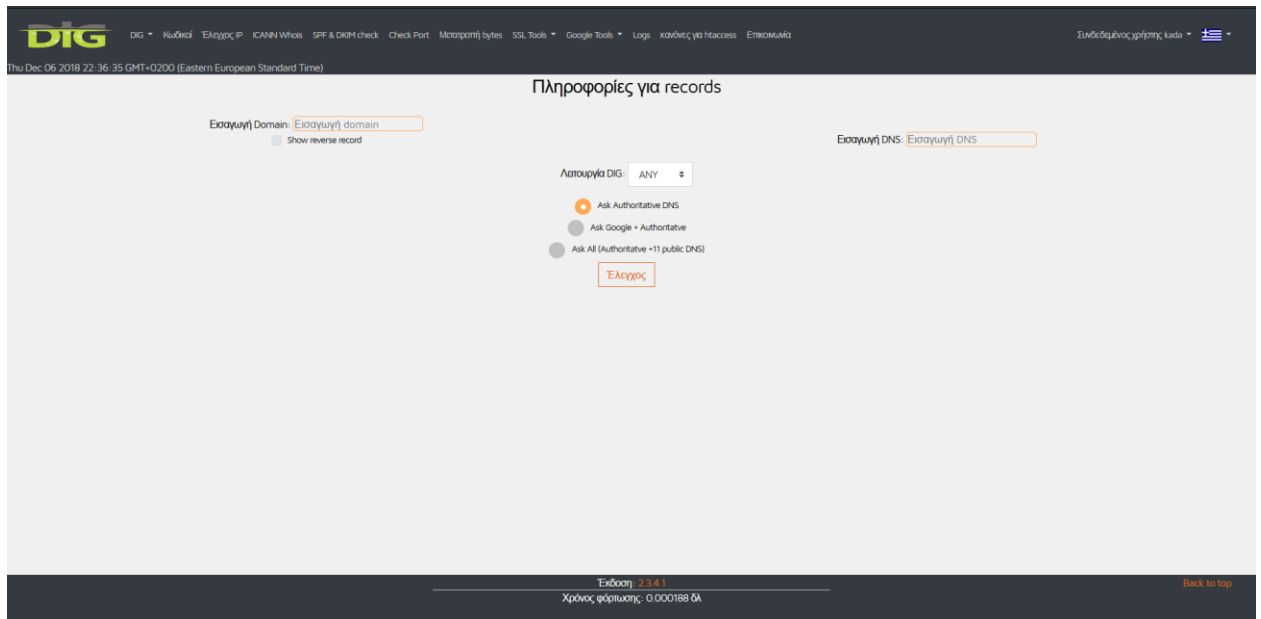 DIG
DIG Κωδικοί Έλεγχος IP ICANN Whois SPF & DKIM check Check Port Μετατροπή bytes SSL Tools Google Tools Logs κανόνες για htaccess Επικοινωνία Συνδεδεμένος χρήστης kada
Thu Dec 06 2018 22:36:35 GMT+0200 (Eastern European Standard Time)
Πληροφορίες για records
Εισαγωγή Domain: Εισαγωγή domain
Show reverse record
Εισαγωγή DNS: Εισαγωγή DNS
Λειτουργία DIG: ANY
Ask Authoritative DNS
Ask Google + Authoritatve
Ask All (Authoritatve +11 public DNS)
Έλεγχος
Έκδοση: 2.3.4.1
Back to top
Χρόνος φόρτωσης: 0.000188 δλ